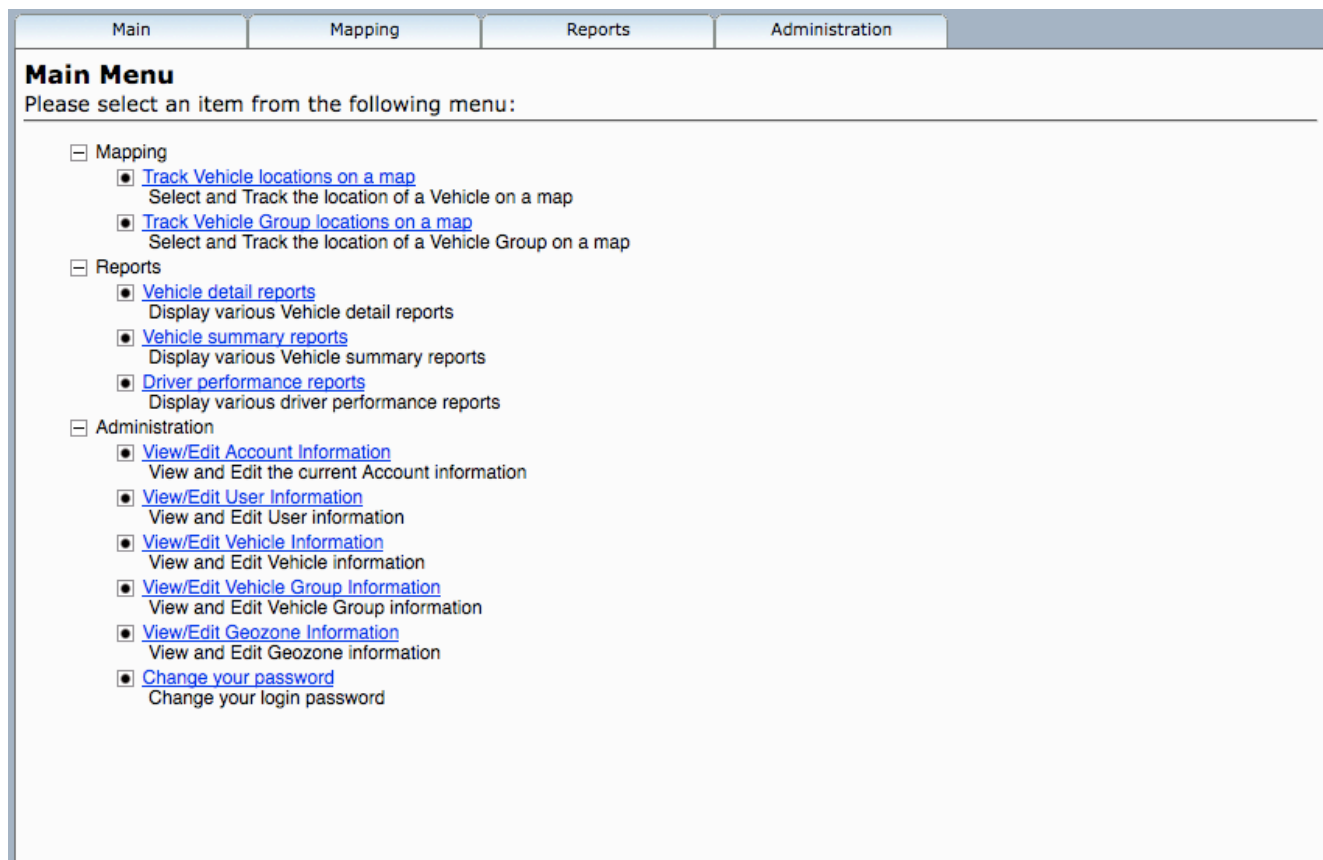 Main Mapping Reports Administration
Main Menu
Please select an item from the following menu:
Mapping
Track Vehicle locations on a map
Select and Track the location of a Vehicle on a map
Track Vehicle Group locations on a map
Select and Track the location of a Vehicle Group on a map
Reports
Vehicle detail reports
Display various Vehicle detail reports
Vehicle summary reports
Display various Vehicle summary reports
Driver performance reports
Display various driver performance reports
Administration
View/Edit Account Information
View and Edit the current Account information
View/Edit User Information
View and Edit User information
View/Edit Vehicle Information
View and Edit Vehicle information
View/Edit Vehicle Group Information
View and Edit Vehicle Group information
View/Edit Geozone Information
View and Edit Geozone information
Change your password
Change your login password